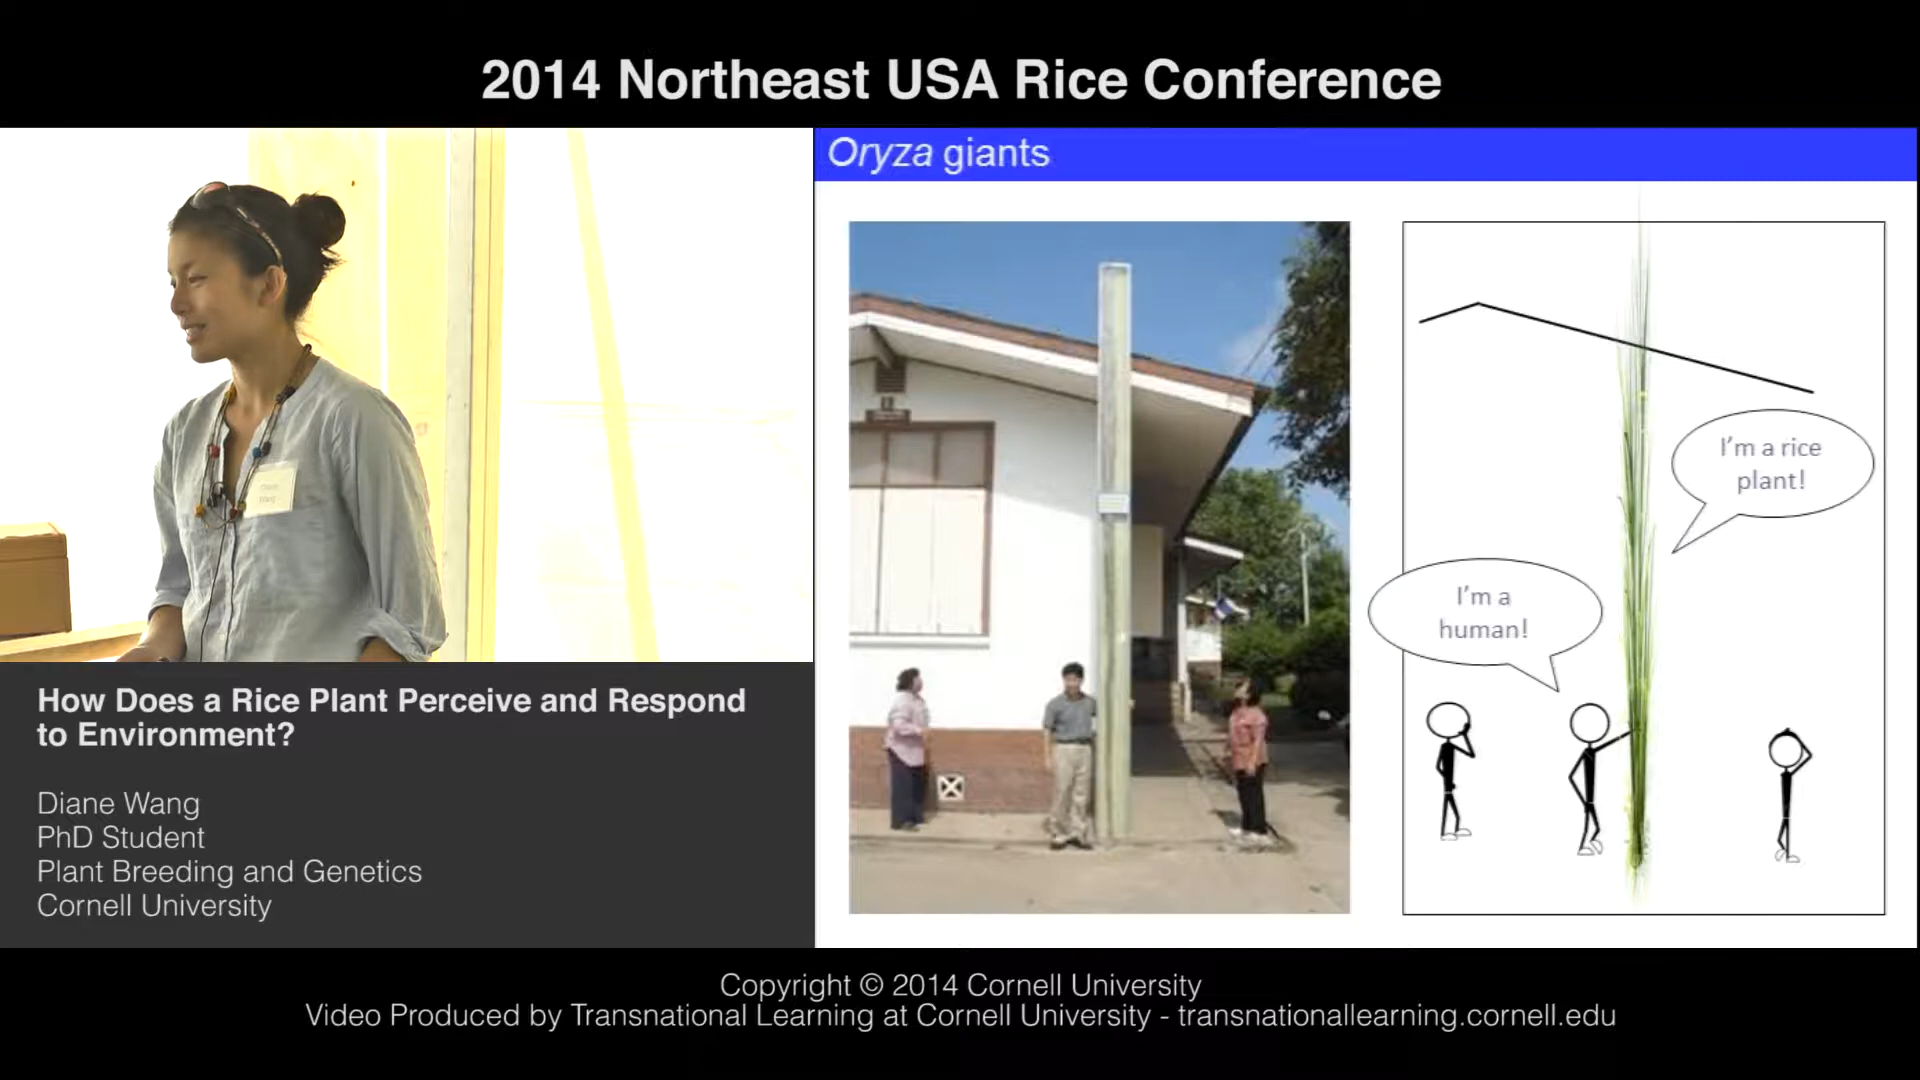 2014 Northeast USA Rice Conference
Oryza giants
I'm a rice
plant!
I'm a
human!
How Does a Rice Plant Perceive and Respond
to Environment?
Diane Wang
PhD Student
Plant Breeding and Genetics
Cornell University
Copyright © 2014 Cornell University
Video Produced by Transnational Learning at Cornell University - transnationallearning.cornell.edu